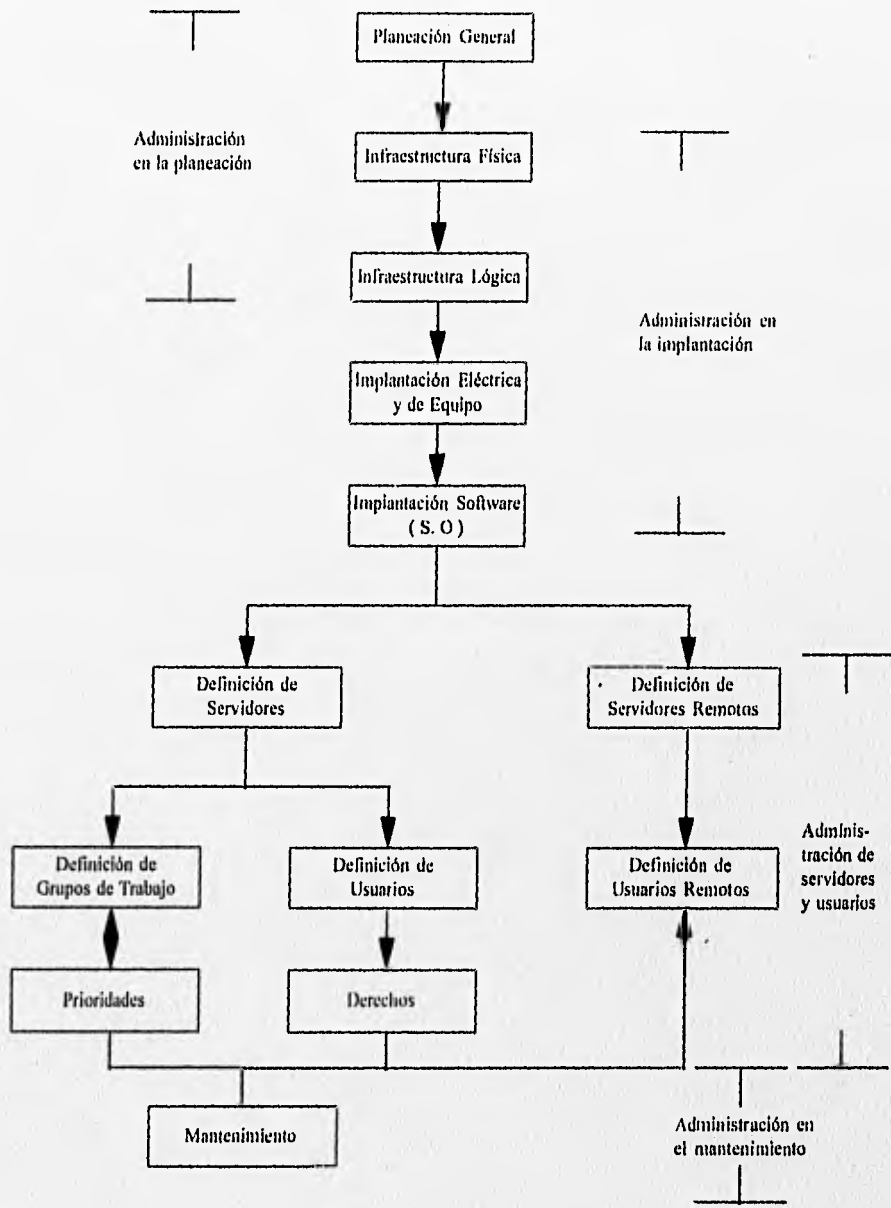 Planeación General
Administración
en la planeación
Infraestructura Física
Infraestructura Lógica
Administración en
la implantación
Implantación Eléctrica
y de Equipo
Implantación Software
( S. O )
Definición de
Servidores
Definición de
Servidores Remotos
Definición de
Grupos de Trabajo
Definición de
Usuarios
Definición de
Usuarios Remotos
Adminis-
tración de
servidores
y usuarios
Prioridades
Derechos
Mantenimiento
Administración en
el mantenimiento